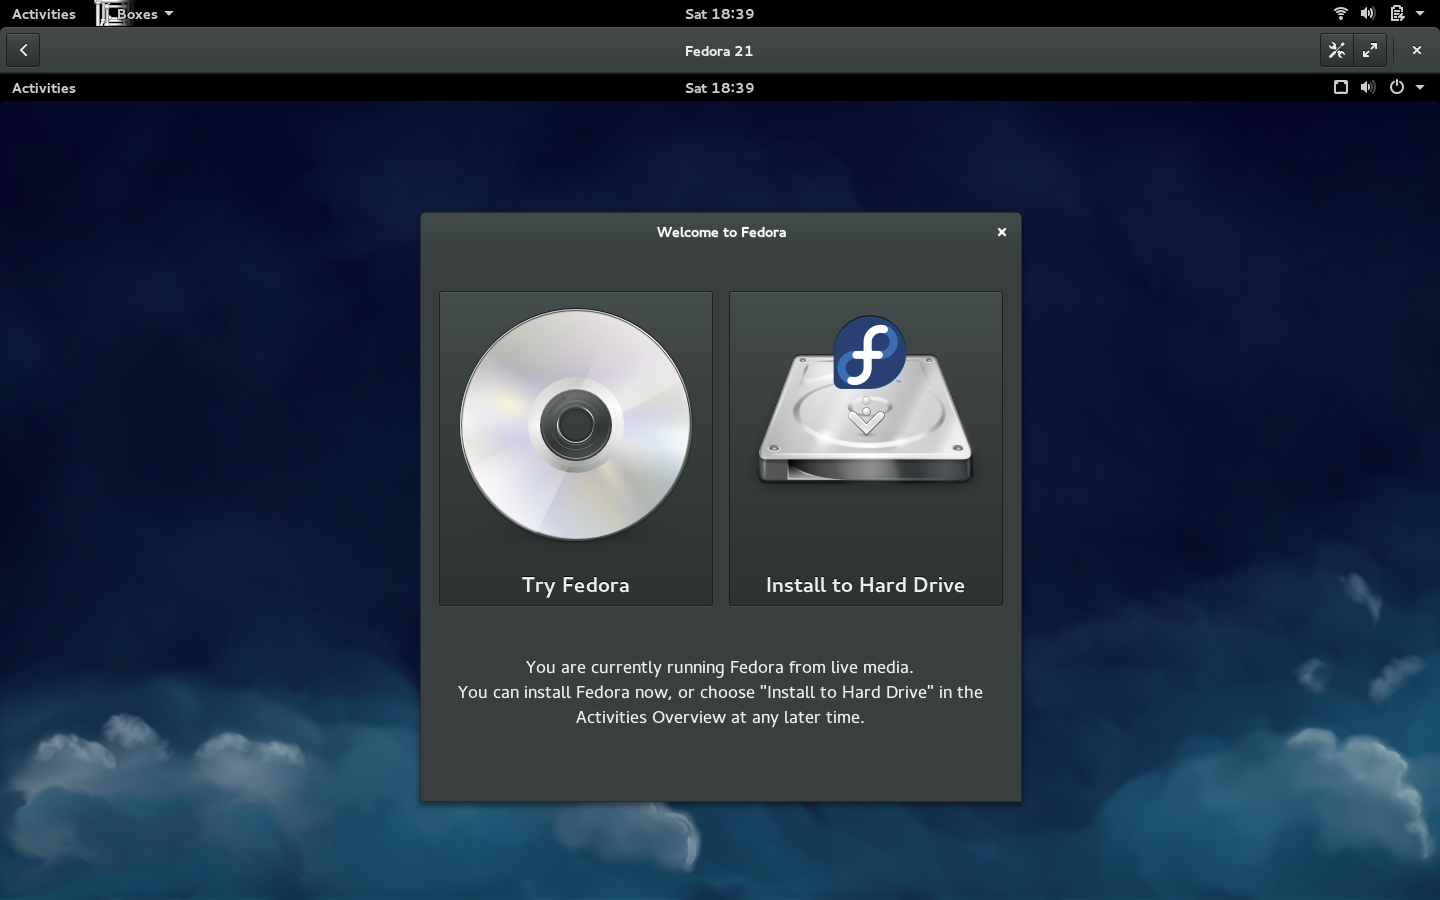 Activities Boxes Sat 18:39
Fedora 21
Activities Sat 18:39
Welcome to Fedora
Try Fedora
Install to Hard Drive
You are currently running Fedora from live media.
You can install Fedora now, or choose "Install to Hard Drive" in the
Activities Overview at any later time.